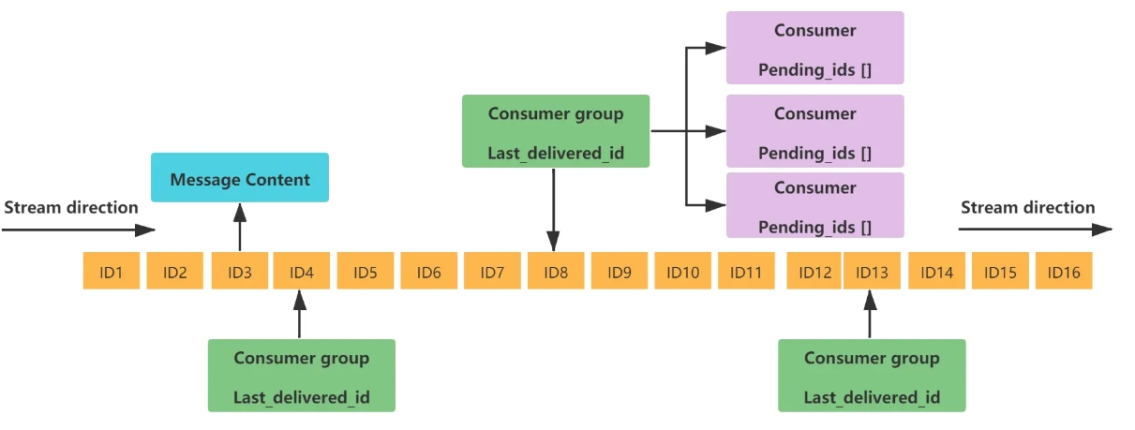 Consumer
Pending_ids []
Consumer group
Last_delivered_id
Consumer
Pending_ids []
Message Content
Consumer
Pending_ids []
Stream direction
Stream direction
ID1 ID2 ID3 ID4 ID5 ID6 ID7 ID8 ID9 ID10 ID11 ID12 ID13 ID14 ID15 ID16
Consumer group
Last_delivered_id
Consumer group
Last_delivered_id